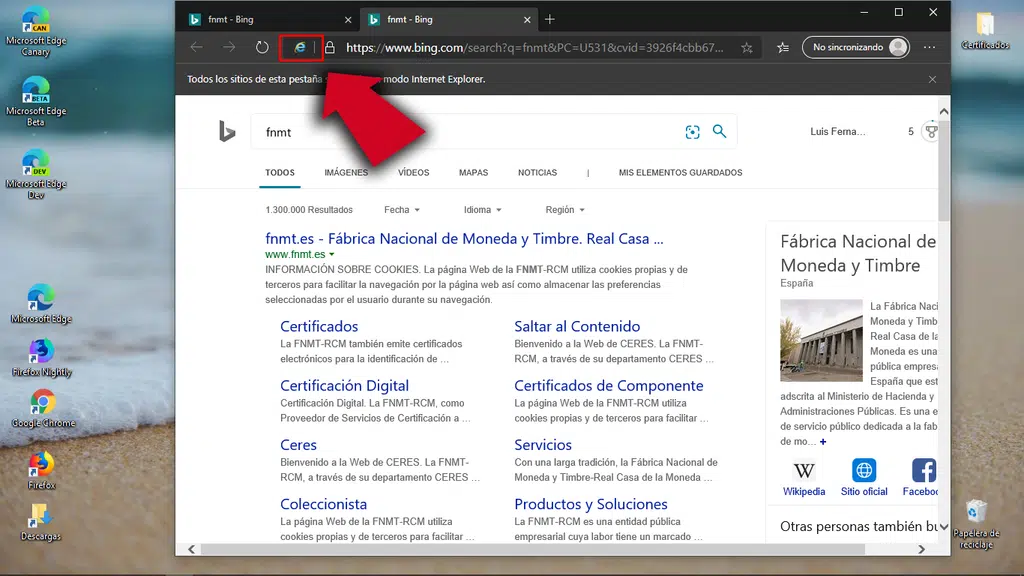 Microsoft Edge
Canary
Microsoft Edge
Beta
Microsoft Edge
Dev
Microsoft Edge
Firefox Nightly
Google Chrome
Firefox
Descargas
Certificados
Papelera de
reciclaje
fnmt - Bing
fnmt - Bing
https://www.bing.com/search?q=fnmt&PC=U531&cvid=3926f4cbb67...
No sincronizando
Todos los sitios de esta pestaña
modo Internet Explorer.
fnmt
Luis Ferna...
5
TODOS
IMÁGENES
VÍDEOS
MAPAS
NOTICIAS
|
MIS ELEMENTOS GUARDADOS
1.300.000 Resultados
Fecha
Idioma
Región
fnmt.es - Fábrica Nacional de Moneda y Timbre. Real Casa ...
www.fnmt.es
INFORMACIÓN SOBRE COOKIES. La página Web de la FNMT-RCM utiliza cookies propias y de
terceros para facilitar la navegación por la página web así como almacenar las preferencias
seleccionadas por el usuario durante su navegación.
Certificados
La FNMT-RCM también emite certificados
electrónicos para la identificación de ...
Saltar al Contenido
Bienvenido a la Web de CERES. La FNMT-
RCM, a través de su departamento CERES ...
Certificación Digital
Certificación Digital. La FNMT-RCM, como
Proveedor de Servicios de Certificación a ...
Certificados de Componente
La página Web de la FNMT-RCM utiliza
cookies propias y de terceros para facilitar ...
Ceres
Bienvenido a la Web de CERES. La FNMT-
RCM, a través de su departamento CERES ...
Servicios
Con una larga tradición, la Fábrica Nacional de
Moneda y Timbre-Real Casa de la Moneda ...
Coleccionista
La página Web de la FNMT-RCM utiliza
cookies propias y de terceros para facilitar ...
Productos y Soluciones
La FNMT-RCM es una entidad pública
empresarial cuya labor tiene un marcado ...
Fábrica Nacional de
Moneda y Timbre
España
La Fábrica Naci
Moneda y Timb
Real Casa de la
Moneda es una
pública empresa
España que est
adscrita al Ministerio de Hacienda y
Administraciones Públicas. Es una e
de servicio público dedicada a la fab
de mo... +
Wikipedia
Sitio oficial
Facebo
Otras personas también bu